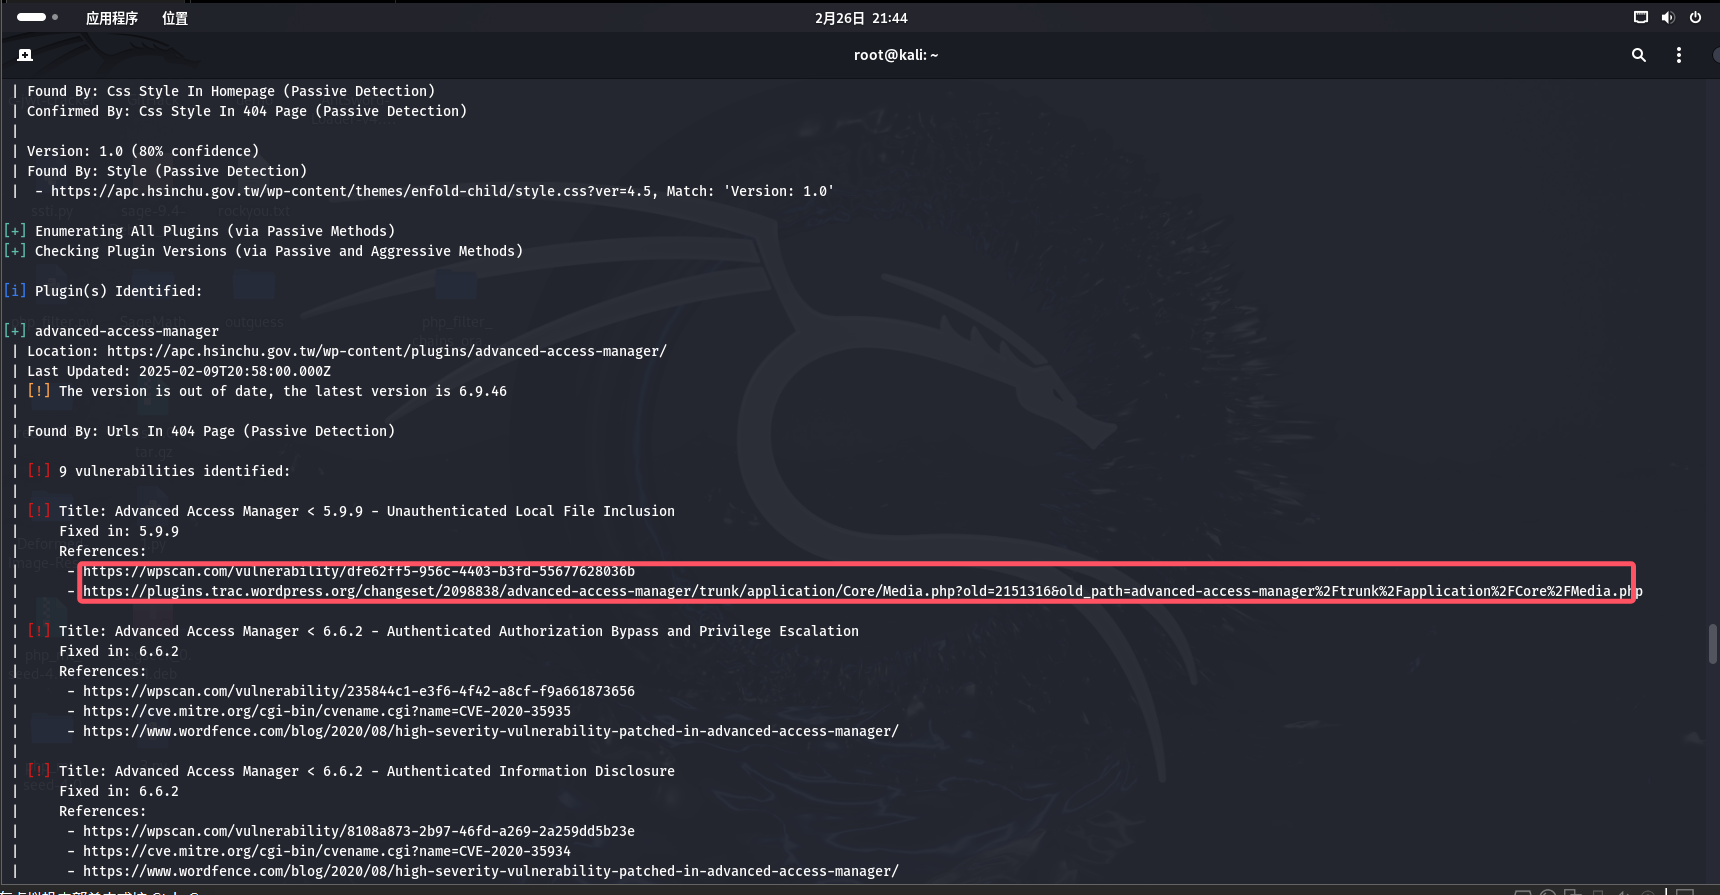 应用程序 位置 2月26日 21:44
root@kali: ~
| Found By: Css Style In Homepage (Passive Detection)
| Confirmed By: Css Style In 404 Page (Passive Detection)
|
| Version: 1.0 (80% confidence)
| Found By: Style (Passive Detection)
|  - https://apc.hsinchu.gov.tw/wp-content/themes/enfold-child/style.css?ver=4.5, Match: 'Version: 1.0'
[+] Enumerating All Plugins (via Passive Methods)
[+] Checking Plugin Versions (via Passive and Aggressive Methods)
[i] Plugin(s) Identified:
[+] advanced-access-manager
| Location: https://apc.hsinchu.gov.tw/wp-content/plugins/advanced-access-manager/
| Last Updated: 2025-02-09T20:58:00.000Z
| [!] The version is out of date, the latest version is 6.9.46
|
| Found By: Urls In 404 Page (Passive Detection)
|
| [!] 9 vulnerabilities identified:
|
| [!] Title: Advanced Access Manager < 5.9.9 - Unauthenticated Local File Inclusion
|     Fixed in: 5.9.9
|     References:
|      - https://wpscan.com/vulnerability/dfe62ff5-956c-4403-b3fd-55677628036b
|      - https://plugins.trac.wordpress.org/changeset/2098838/advanced-access-manager/trunk/application/Core/Media.php?old=2151316&old_path=advanced-access-manager%2Ftrunk%2Fapplication%2FCore%2FMedia.php
|
| [!] Title: Advanced Access Manager < 6.6.2 - Authenticated Authorization Bypass and Privilege Escalation
|     Fixed in: 6.6.2
|     References:
|      - https://wpscan.com/vulnerability/235844c1-e3f6-4f42-a8cf-f9a661873656
|      - https://cve.mitre.org/cgi-bin/cvename.cgi?name=CVE-2020-35935
|      - https://www.wordfence.com/blog/2020/08/high-severity-vulnerability-patched-in-advanced-access-manager/
|
| [!] Title: Advanced Access Manager < 6.6.2 - Authenticated Information Disclosure
|     Fixed in: 6.6.2
|     References:
|      - https://wpscan.com/vulnerability/8108a873-2b97-46fd-a269-2a259dd5b23e
|      - https://cve.mitre.org/cgi-bin/cvename.cgi?name=CVE-2020-35934
|      - https://www.wordfence.com/blog/2020/08/high-severity-vulnerability-patched-in-advanced-access-manager/